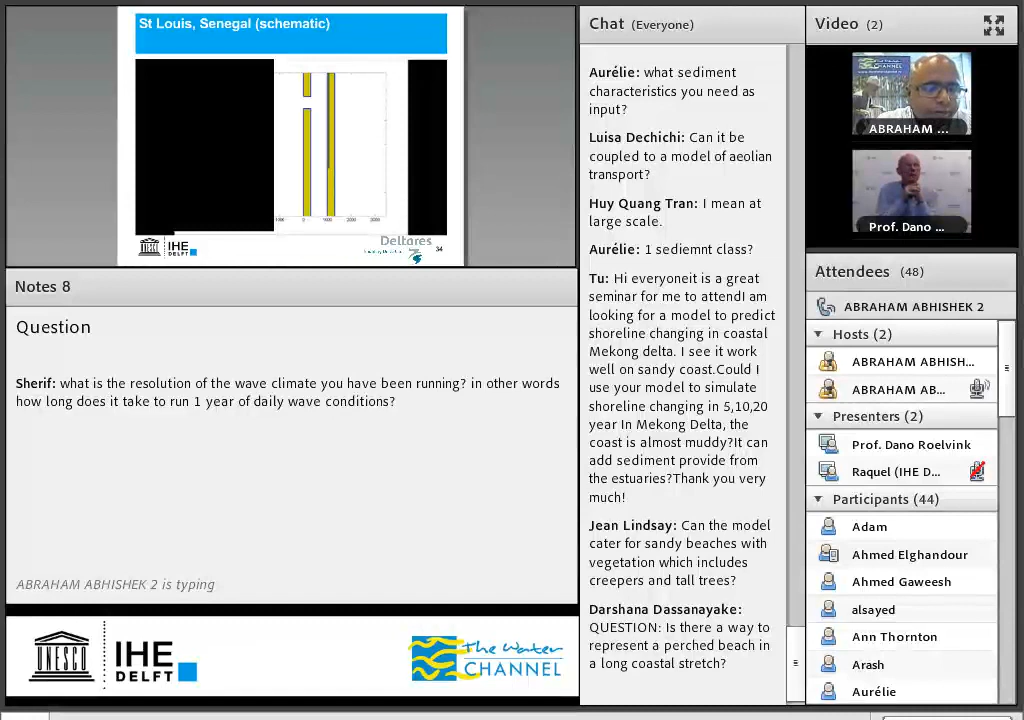 St Louis, Senegal (schematic)
1000
2000
3000
UNESCO
IHE
DELFT
Deltares
34
Notes 8
Question
Sherif: what is the resolution of the wave climate you have been running? in other words
how long does it take to run 1 year of daily wave conditions?
ABRAHAM ABHISHEK 2 is typing
UNESCO
IHE
DELFT
the water
CHANNEL
Chat (Everyone)
Aurélie: what sediment
characteristics you need as
input?
Luisa Dechichi: Can it be
coupled to a model of aeolian
transport?
Huy Quang Tran: I mean at
large scale.
Aurélie: 1 sediemnt class?
Tu: Hi everyoneit is a great
seminar for me to attendI am
looking for a model to predict
shoreline changing in coastal
Mekong delta. I see it work
well on sandy coast.Could I
use your model to simulate
shoreline changing in 5,10,20
year In Mekong Delta, the
coast is almost muddy?It can
add sediment provide from
the estuaries?Thank you very
much!
Jean Lindsay: Can the model
cater for sandy beaches with
vegetation which includes
creepers and tall trees?
Darshana Dassanayake:
QUESTION: Is there a way to
represent a perched beach in
a long coastal stretch?
Video (2)
ABRAHAM ...
Prof. Dano ...
Attendees (48)
ABRAHAM ABHISHEK 2
Hosts (2)
ABRAHAM ABHISH...
ABRAHAM AB...
Presenters (2)
Prof. Dano Roelvink
Raquel (IHE D...
Participants (44)
Adam
Ahmed Elghandour
Ahmed Gaweesh
alsayed
Ann Thornton
Arash
Aurélie